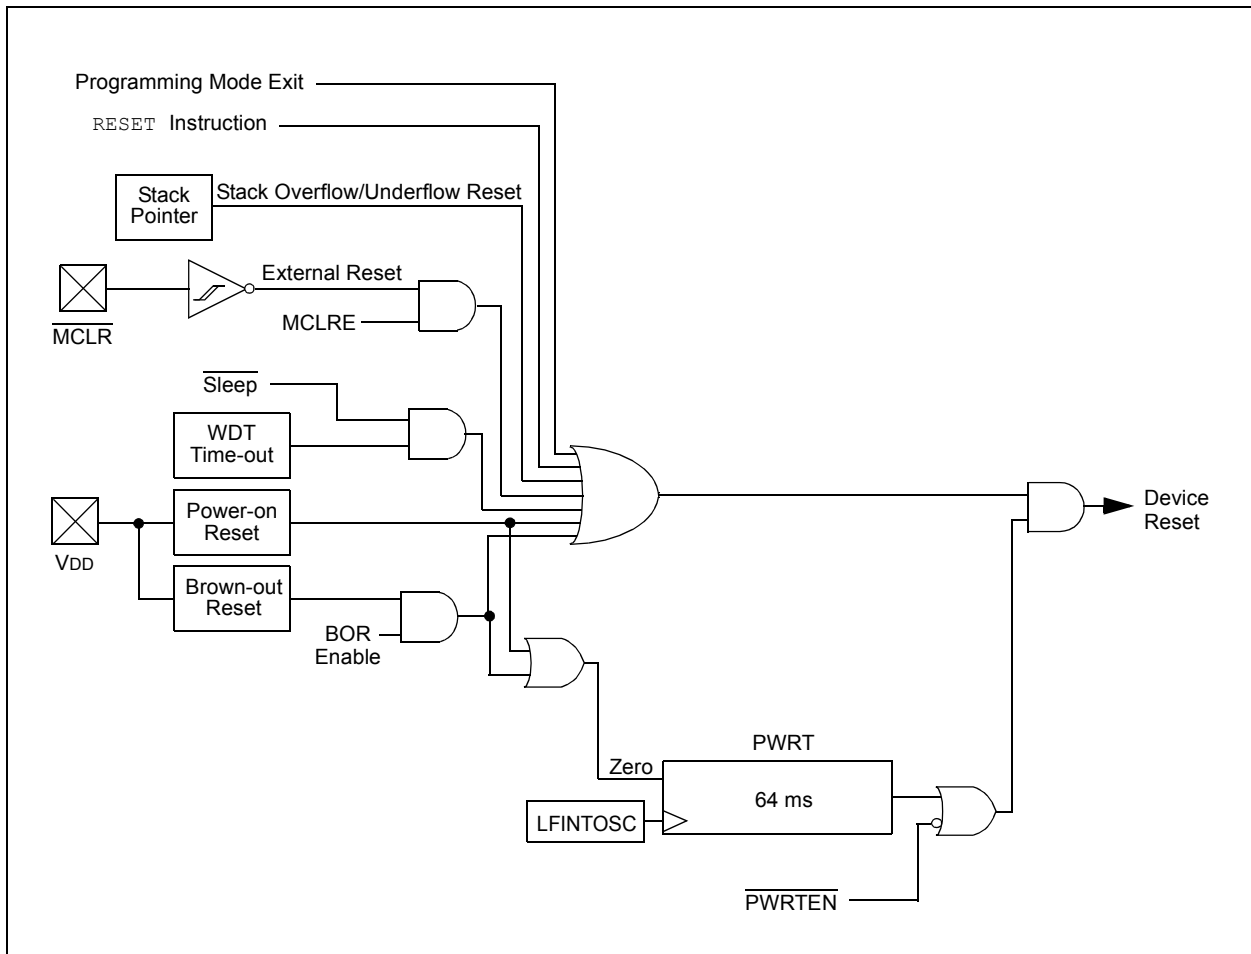 Programming Mode Exit
RESET Instruction
Stack
Pointer
Stack Overflow/Underflow Reset
External Reset
MCLR
MCLRE
Sleep
WDT
Time-out
VDD
Power-on
Reset
Brown-out
Reset
BOR
Enable
Device
Reset
PWRT
Zero
64 ms
LFINTOSC
PWRTEN